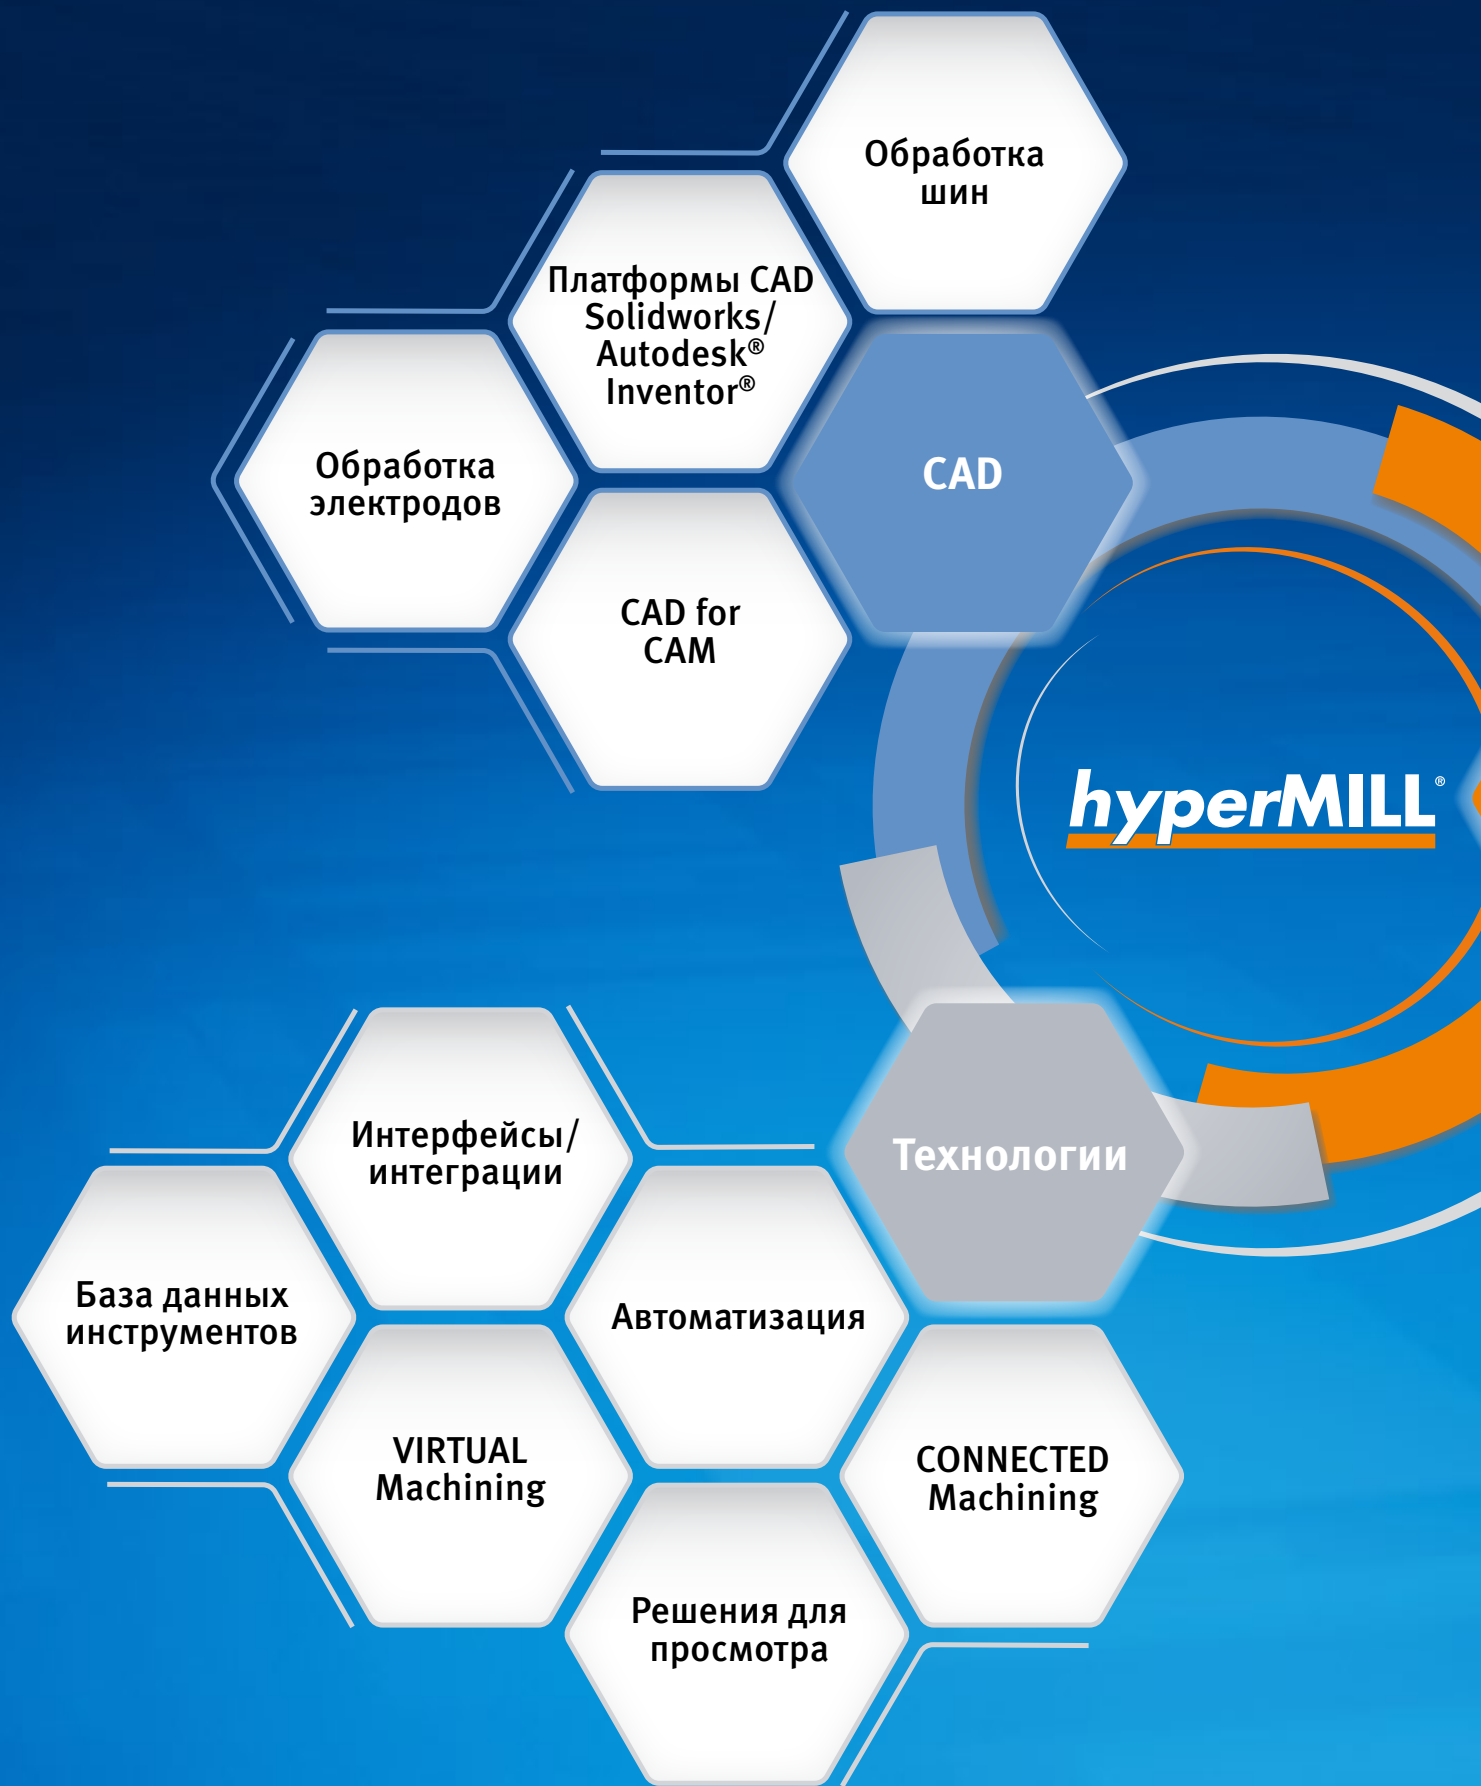 Обработка
шин
Платформы CAD
Solidworks/
Autodesk®
Inventor®
Обработка
электродов
CAD
CAD for
CAM
hyperMILL®
Интерфейсы/
интеграции
Технологии
База данных
инструментов
Автоматизация
VIRTUAL
Machining
CONNECTED
Machining
Решения для
просмотра